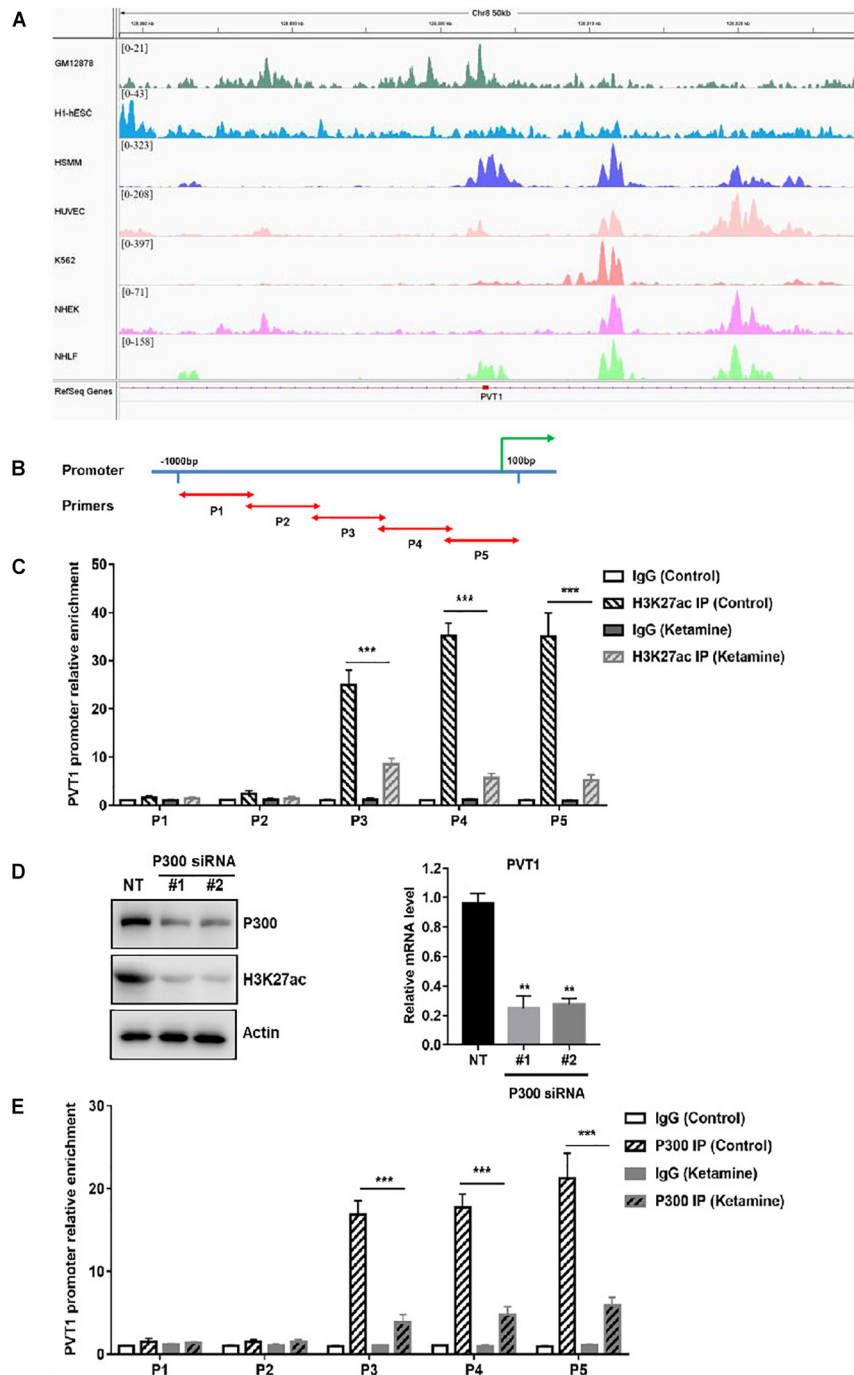 A
Chr8 50kb
GM12878
[0-21]
H1-hESC
[0-43]
HSMM
[0-323]
HUVEC
[0-208]
K562
[0-397]
NHEK
[0-71]
NHLF
[0-158]
RefSeq Genes
PVT1
B
Promoter
-1000bp
100bp
Primers
P1
P2
P3
P4
P5
C
PVT1 promoter relative enrichment
50
40
30
20
10
0
***
***
***
P1
P2
P3
P4
P5
IgG (Control)
H3K27ac IP (Control)
IgG (Ketamine)
H3K27ac IP (Ketamine)
D
P300 siRNA
NT
#1
#2
P300
H3K27ac
Actin
PVT1
Relative mRNA level
1.2
1.0
0.8
0.6
0.4
0.2
0.0
**
**
NT
#1
#2
P300 siRNA
E
PVT1 promoter relative enrichment
30
20
10
0
***
***
***
P1
P2
P3
P4
P5
IgG (Control)
P300 IP (Control)
IgG (Ketamine)
P300 IP (Ketamine)